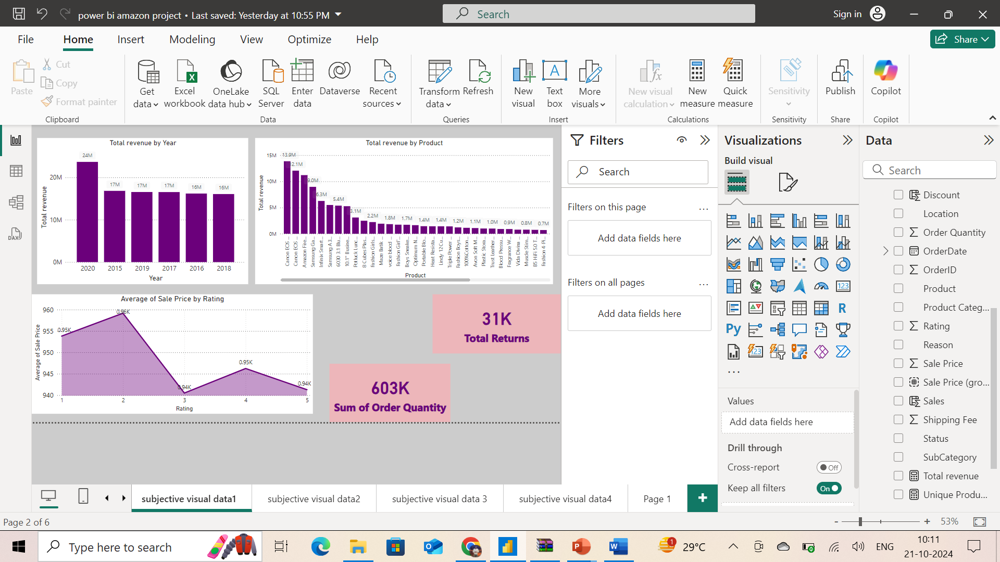 power bi amazon project • Last saved: Yesterday at 10:55 PM
Search
Sign in
File Home Insert Modeling View Optimize Help
Share
Paste
Cut
Copy
Format painter
Clipboard
Get data
Excel workbook
OneLake data hub
SQL Server
Enter data
Dataverse
Recent sources
Data
Transform data
Refresh
Queries
New visual
Text box
More visuals
Insert
New visual calculation
New measure
Quick measure
Calculations
Sensitivity
Sensitivity
Publish
Share
Copilot
Copilot
DAX
Total revenue by Year
Total revenue
20M
10M
0M
24M
17M
17M
17M
16M
16M
2020 2015 2019 2017 2016 2018
Year
Total revenue by Product
Total revenue
15M
10M
5M
0M
13.9M
12.1M
9.0M
6.3M
5.4M
3.1M
2.2M
1.8M
1.7M
1.4M
1.4M
1.2M
1.1M
1.0M
0.9M
0.8M
0.7M
Canon EOS ...
Canon EOS ...
Amazon Fire...
Samsung Ga...
Infinix Smart...
Samsung A3...
6030 3.1 Blu...
10.1" Busine...
Potluck Lunc...
8 Cubes Plas...
Fashion Girls...
Maze Batik ...
voice blood ...
Fashion Girl'...
Boys Sneake...
Optimum N...
Portable Blo...
Heat Resista...
Lindy 12 Cu...
Triple Power...
Fashion Boys...
100%Coton...
Avon Soft M...
Plastic Stora...
Trust Leather...
Blood Pressu...
Fragrance W...
Vida Divina ...
Muscle Stim...
BS HiFi 5.0 T...
Fashion 4-Pi...
Product
Average of Sale Price by Rating
Average of Sale Price
960
955
950
945
940
0.95K
0.96K
0.94K
0.95K
0.94K
1 2 3 4 5
Rating
31K
Total Returns
603K
Sum of Order Quantity
Filters
Search
Filters on this page
...
Add data fields here
Filters on all pages
...
Add data fields here
Visualizations
Build visual
123
R
Py
123
...
Values
Add data fields here
Drill through
Cross-report
Off
Keep all filters
On
Data
Search
Discount
Location
Order Quantity
OrderDate
OrderID
Product
Product Categ...
Rating
Reason
Sale Price
Sale Price (gro...
Sales
Shipping Fee
Status
SubCategory
Total revenue
Unique Produ...
subjective visual data1
subjective visual data2
subjective visual data 3
subjective visual data4
Page 1
Page 2 of 6
53%
Type here to search
1
29°C
ENG
10:11
21-10-2024